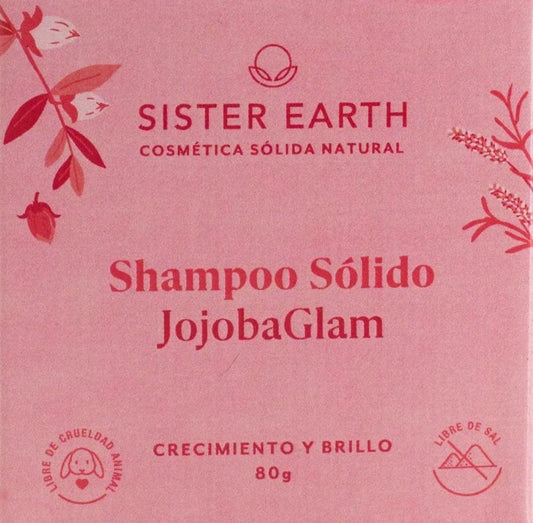 SISTER EARTH
COSMÉTICA SÓLIDA NATURAL
Shampoo Sólido
JojobaGlam
LIBRE DE CRUELDAD ANIMAL
CRECIMIENTO Y BRILLO
80g
LIBRE DE SAL